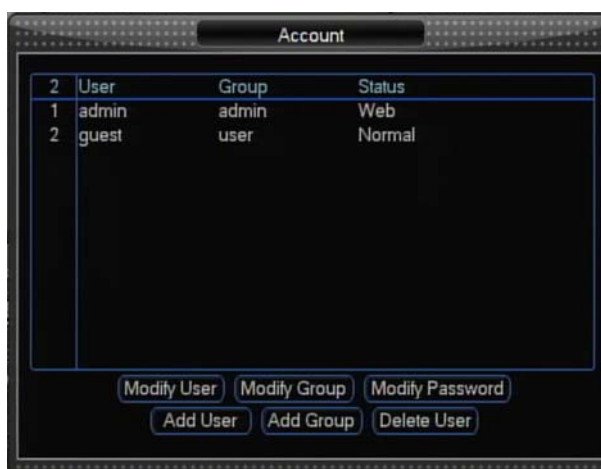 Account
2 User Group Status
1 admin admin Web
2 guest user Normal
Modify User Modify Group Modify Password
Add User Add Group Delete User